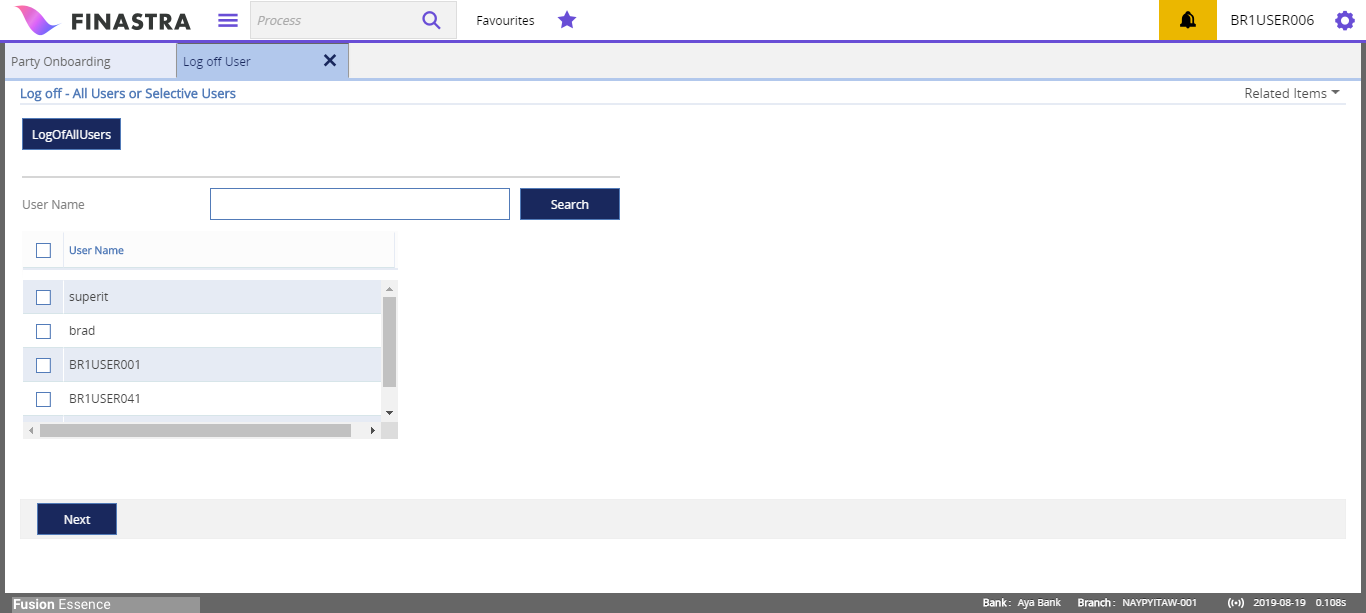 FINASTRA Process Favourites BR1USER006
Party Onboarding Log off User
Log off - All Users or Selective Users Related Items
LogOfAllUsers
User Name Search
User Name
superit
brad
BR1USER001
BR1USER041
Next
Fusion Essence Bank : Aya Bank Branch : NAYPYITAW-001 2019-08-19 0.108s